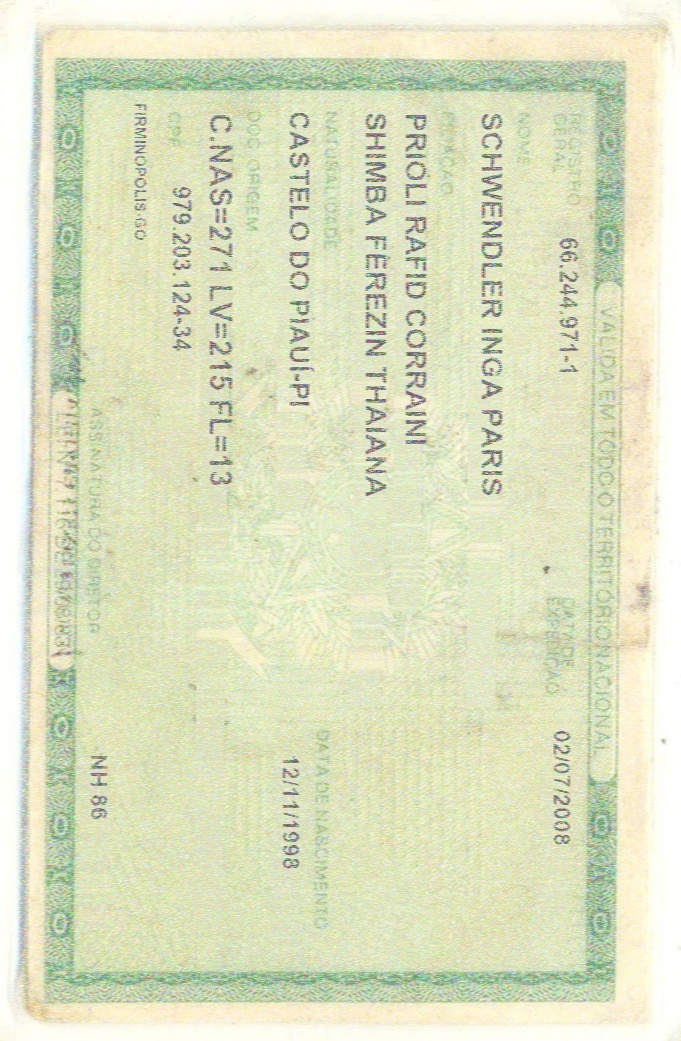 VÁLIDA EM TODO O TERRITÓRIO NACIONAL
REGISTRO GERAL 66.244.971-1 DATA DE EXPEDIÇÃO 02/07/2008
NOME
SCHWENDLER INGA PARIS
FILIAÇÃO
PRIOLI RAFID CORRAINI
SHIMBA FEREZIN THAIANA
NATURALIDADE DATA DE NASCIMENTO
CASTELO DO PIAUÍ-PI 12/11/1998
DOC ORIGEM
C.NAS=271 LV=215 FL=13
CPF 979.203.124-34
FIRMINOPOLIS-GO NH 86
ASSINATURA DO DIRETOR